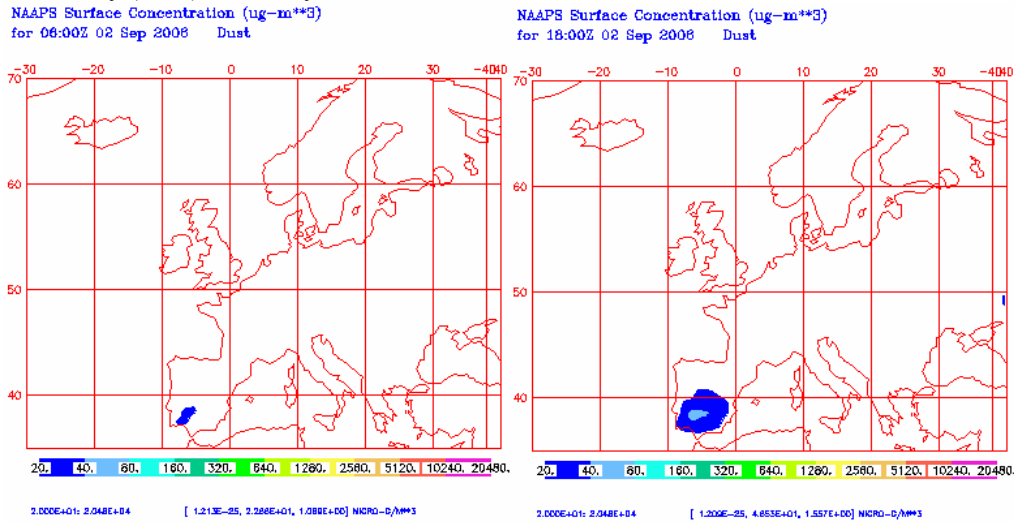 NAAPS Surface Concentration (ug-m**3)
for 06:00Z 02 Sep 2006 Dust
-30 -20 -10 0 10 20 30 -4040
70
60
50
40
20. 40. 80. 160. 320. 640. 1280. 2560. 5120. 10240. 20480.
2.000E+01: 2.048E+04 [ 1.213E-25, 2.266E+01, 1.089E+00] MICRO-G/M**3
NAAPS Surface Concentration (ug-m**3)
for 18:00Z 02 Sep 2006 Dust
-30 -20 -10 0 10 20 30 -4040
70
60
50
40
20. 40. 80. 160. 320. 640. 1280. 2560. 5120. 10240. 20480.
2.000E+01: 2.048E+04 [ 1.209E-25, 4.653E+01, 1.557E+00] MICRO-G/M**3